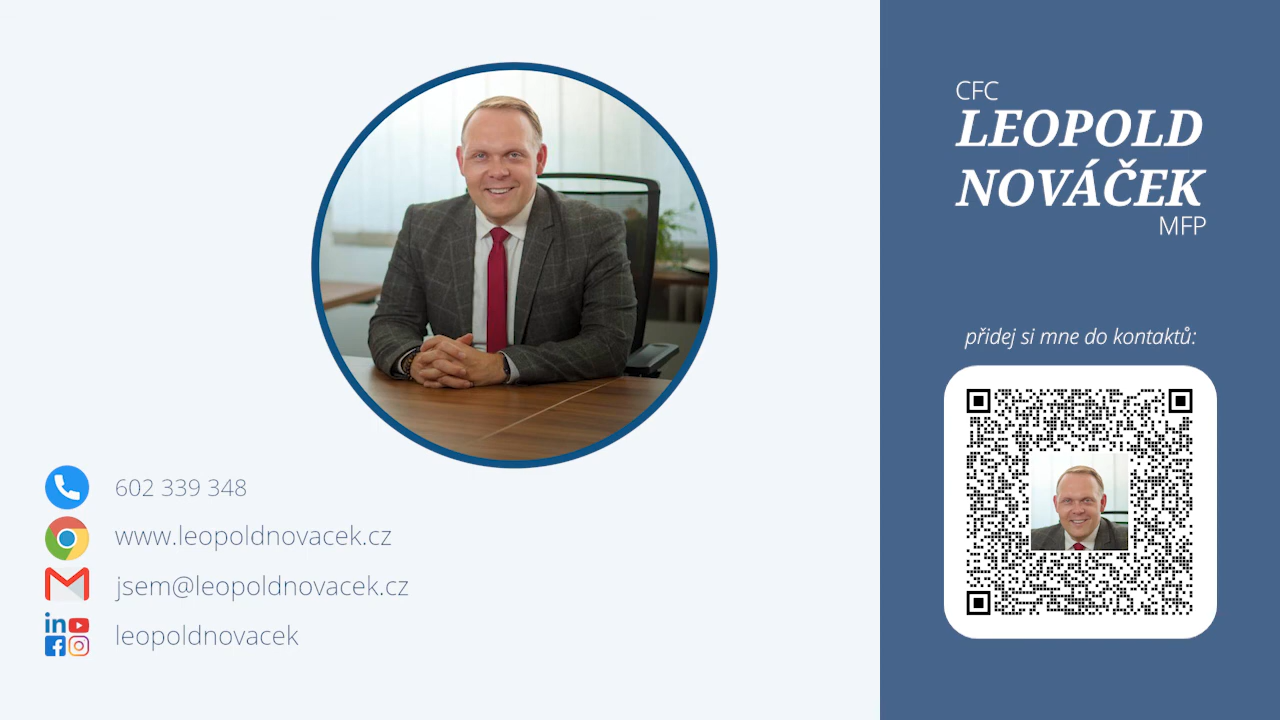 CFC
LEOPOLD
NOVÁČEK
MFP
přidej si mne do kontaktů:
602 339 348
www.leopoldnovacek.cz
jsem@leopoldnovacek.cz
leopoldnovacek